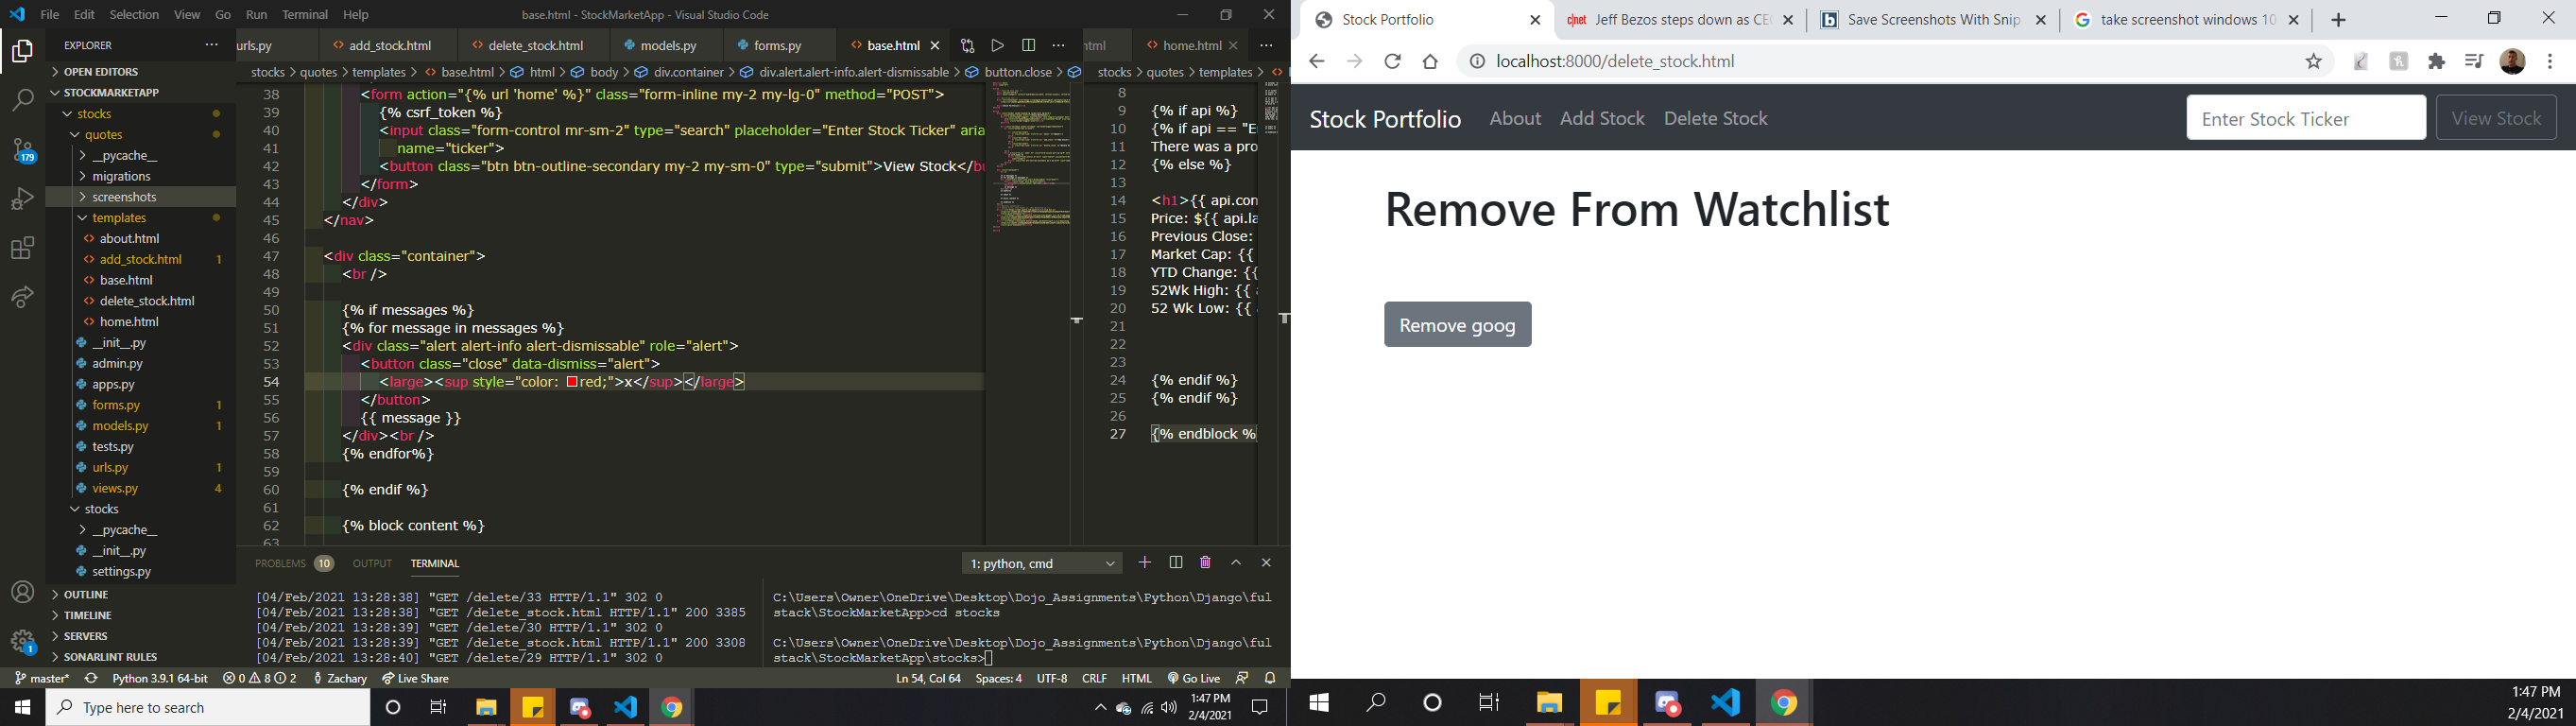 File Edit Selection View Go Run Terminal Help
base.html - StockMarketApp - Visual Studio Code
EXPLORER
OPEN EDITORS
STOCKMARKETAPP
stocks
quotes
__pycache__
migrations
screenshots
templates
about.html
add_stock.html 1
base.html
delete_stock.html
home.html
__init__.py
admin.py
apps.py
forms.py 1
models.py 1
tests.py
urls.py 1
views.py 4
stocks
__pycache__
__init__.py
settings.py
OUTLINE
TIMELINE
SERVERS
SONARLINT RULES
179
1
urls.py add_stock.html delete_stock.html models.py forms.py base.html
stocks > quotes > templates > base.html > html > body > div.container > div.alert.alert-info.alert-dismissable > button.close >
38 <form action="{% url 'home' %}" class="form-inline my-2 my-lg-0" method="POST">
39 {% csrf_token %}
40 <input class="form-control mr-sm-2" type="search" placeholder="Enter Stock Ticker" aria
41 name="ticker">
42 <button class="btn btn-outline-secondary my-2 my-sm-0" type="submit">View Stock</bu
43 </form>
44 </div>
45 </nav>
46
47 <div class="container">
48 <br />
49
50 {% if messages %}
51 {% for message in messages %}
52 <div class="alert alert-info alert-dismissable" role="alert">
53 <button class="close" data-dismiss="alert">
54 <large><sup style="color: red;">x</sup></large>
55 </button>
56 {{ message }}
57 </div><br />
58 {% endfor%}
59
60 {% endif %}
61
62 {% block content %}
63
html home.html
stocks > quotes > templates >
8
9 {% if api %}
10 {% if api == "E
11 There was a pro
12 {% else %}
13
14 <h1>{{ api.con
15 Price: ${{ api.la
16 Previous Close:
17 Market Cap: {{
18 YTD Change: {{
19 52Wk High: {{
20 52 Wk Low: {{
21
22
23
24 {% endif %}
25 {% endif %}
26
27 {% endblock %
PROBLEMS 10 OUTPUT TERMINAL
1: python, cmd
[04/Feb/2021 13:28:38] "GET /delete/33 HTTP/1.1" 302 0
[04/Feb/2021 13:28:38] "GET /delete_stock.html HTTP/1.1" 200 3385
[04/Feb/2021 13:28:39] "GET /delete/30 HTTP/1.1" 302 0
[04/Feb/2021 13:28:39] "GET /delete_stock.html HTTP/1.1" 200 3308
[04/Feb/2021 13:28:40] "GET /delete/29 HTTP/1.1" 302 0
C:\Users\Owner\OneDrive\Desktop\Dojo_Assignments\Python\Django\ful
stack\StockMarketApp>cd stocks
C:\Users\Owner\OneDrive\Desktop\Dojo_Assignments\Python\Django\ful
stack\StockMarketApp\stocks>
master* Python 3.9.1 64-bit 0 8 2 Zachary Live Share
Ln 54, Col 64 Spaces: 4 UTF-8 CRLF HTML Go Live
Type here to search
1:47 PM
2/4/2021
Stock Portfolio
c|net Jeff Bezos steps down as CE
b Save Screenshots With Snip
G take screenshot windows 10
localhost:8000/delete_stock.html
Stock Portfolio About Add Stock Delete Stock
Enter Stock Ticker View Stock
Remove From Watchlist
Remove goog
1:47 PM
2/4/2021